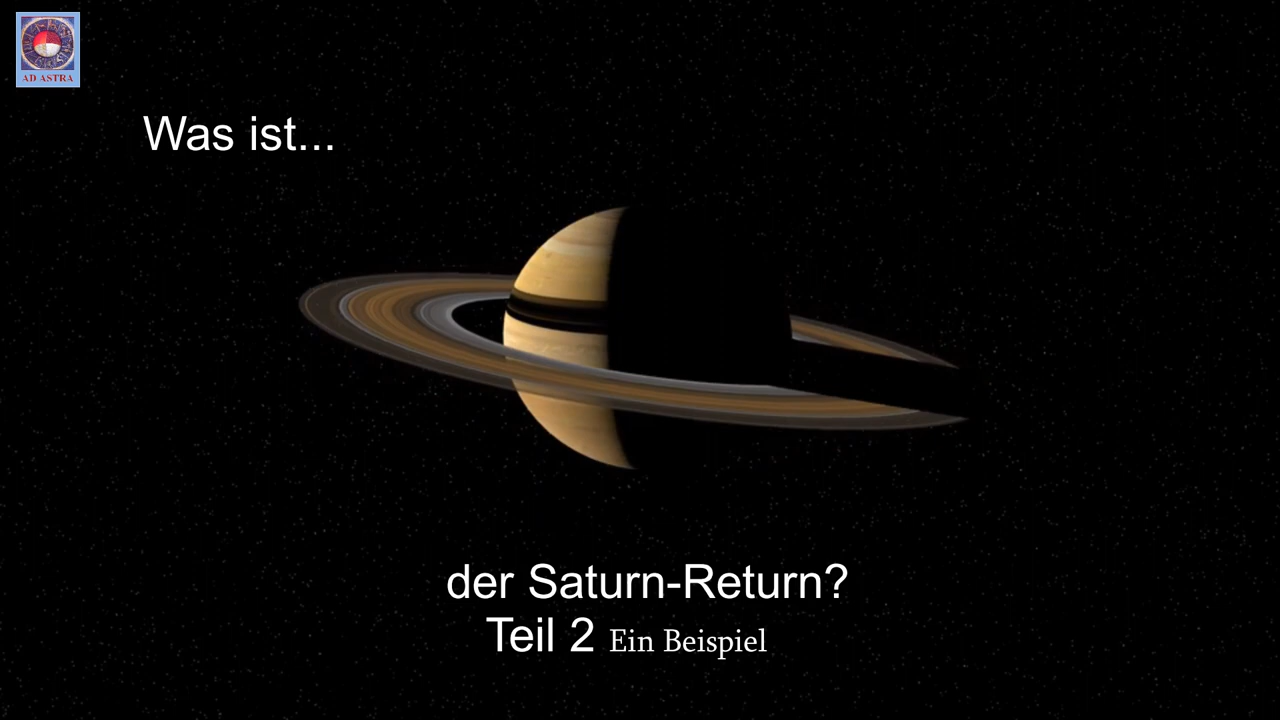 AD ASTRA
Was ist...
der Saturn-Return?
Teil 2 Ein Beispiel